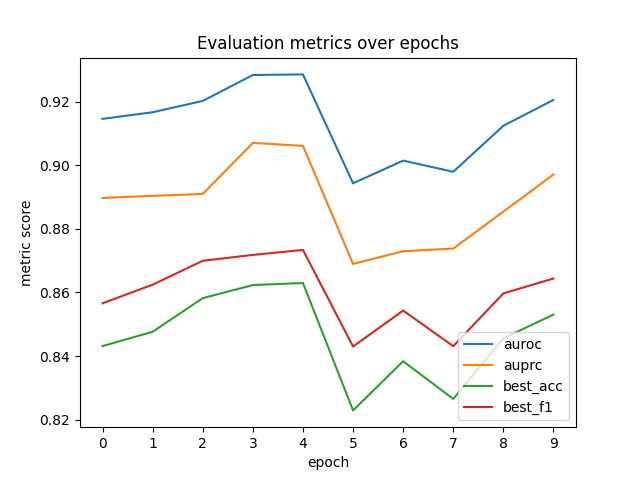 Evaluation metrics over epochs
metric score
0.92
0.90
0.88
0.86
0.84
0.82
0 1 2 3 4 5 6 7 8 9
epoch
auroc
auprc
best_acc
best_f1